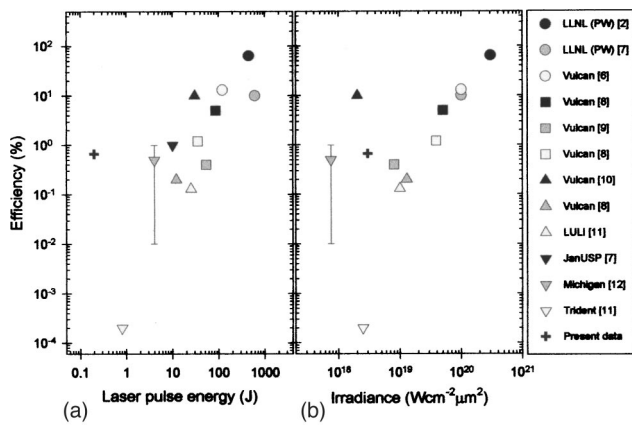 Efficiency (%)
10²
10¹
10⁰
10⁻¹
10⁻²
10⁻³
10⁻⁴
0.1
1
10
100
1000
Laser pulse energy (J)
(a)
10¹⁸
10¹⁹
10²⁰
10²¹
Irradiance (Wcm⁻²μm²)
(b)
LLNL (PW) [2]
LLNL (PW) [7]
Vulcan [6]
Vulcan [8]
Vulcan [9]
Vulcan [8]
Vulcan [10]
Vulcan [8]
LULI [11]
JanUSP [7]
Michigan [12]
Trident [11]
Present data